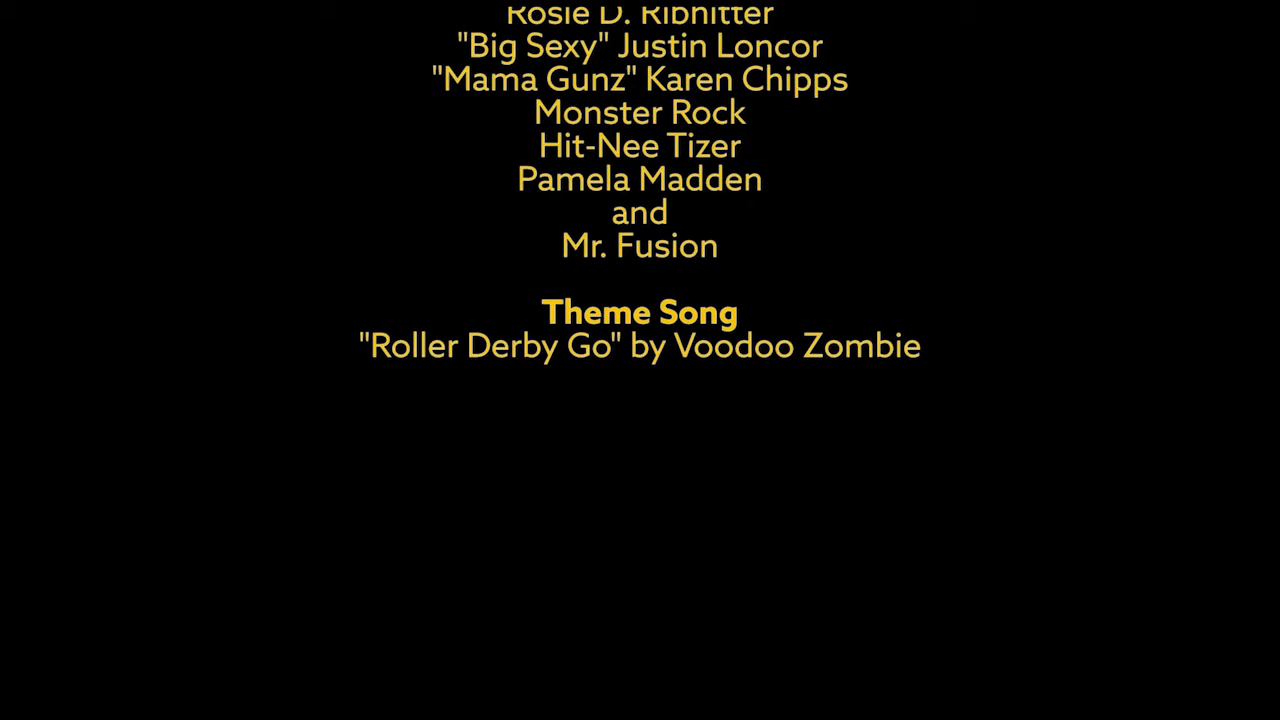 Rosie D. Ribhitter
"Big Sexy" Justin Loncor
"Mama Gunz" Karen Chipps
Monster Rock
Hit-Nee Tizer
Pamela Madden
and
Mr. Fusion
Theme Song
"Roller Derby Go" by Voodoo Zombie